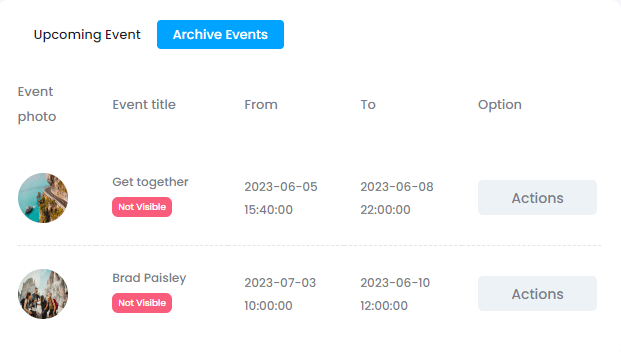 Upcoming Event Archive Events
Event
photo
Event title From To Option
Get together
Not Visible
2023-06-05
15:40:00
2023-06-08
22:00:00
Actions
Brad Paisley
Not Visible
2023-07-03
10:00:00
2023-06-10
12:00:00
Actions